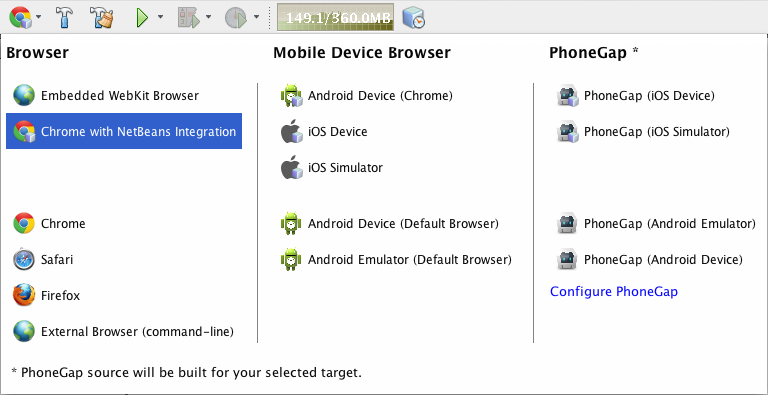 149.1/360.0MB
Browser
Embedded WebKit Browser
Chrome with NetBeans Integration
Chrome
Safari
Firefox
External Browser (command-line)
Mobile Device Browser
Android Device (Chrome)
iOS Device
iOS Simulator
Android Device (Default Browser)
Android Emulator (Default Browser)
PhoneGap *
PhoneGap (iOS Device)
PhoneGap (iOS Simulator)
PhoneGap (Android Emulator)
PhoneGap (Android Device)
Configure PhoneGap
* PhoneGap source will be built for your selected target.